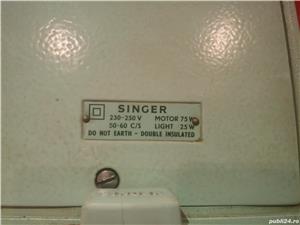 SINGER
230-250 V MOTOR 75 W
50-60 C/S LIGHT 25 W
DO NOT EARTH - DOUBLE INSULATED
publi24.ro